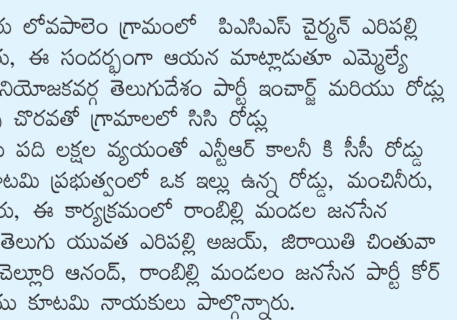 రు లోవపాలెం గ్రామంలో పిఎసిఎస్ చైర్మన్ ఎరిపల్లి
రు, ఈ సందర్భంగా ఆయన మాట్లాడుతూ ఎమ్మెల్యే
నియోజకవర్గ తెలుగుదేశం పార్టీ ఇంచార్జ్ మరియు రోడ్లు
చొరవతో గ్రామాలలో సిసి రోడ్లు
పది లక్షల వ్యయంతో ఎన్టీఆర్ కాలనీ కి సీసీ రోడ్డు
కూటమి ప్రభుత్వంలో ఒక ఇల్లు ఉన్న రోడ్డు, మంచినీరు,
రు, ఈ కార్యక్రమంలో రాంబిల్లి మండల జనసేన
తెలుగు యువత ఎరిపల్లి అజయ్, జిరాయితి చింతువా
చెల్లూరి ఆనంద్, రాంబిల్లి మండలం జనసేన పార్టీ కోర్
యు కూటమి నాయకులు పాల్గొన్నారు.